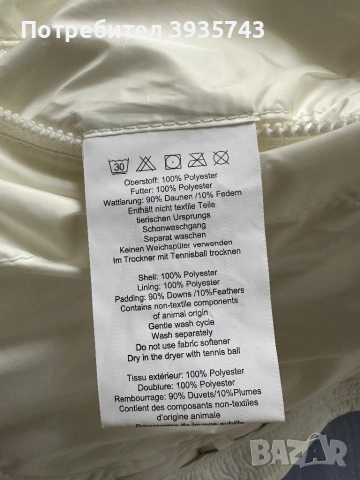 Потребител 3935743
30
Oberstoff: 100% Polyester
Futter: 100% Polyester
Wattierung: 90% Daunen /10% Federn
Enthält nicht textile Teile
tierischen Ursprungs
Schonwaschgang
Separat waschen
Keinen Weichspüler verwenden
im Trockner mit Tennisball trocknen
Shell: 100% Polyester
Lining: 100% Polyester
Padding: 90% Downs /10%Feathers
Contains non-textile components
of animal origin
Gentle wash cycle
Wash separately
Do not use fabric softener
Dry in the dryer with tennis ball
Tissu extérieur: 100% Polyester
Doublure: 100% Polyester
Rembourrage: 90% Duvets/10%Plumes
Contient des composants non-textiles
d'origine animale
BAZAR